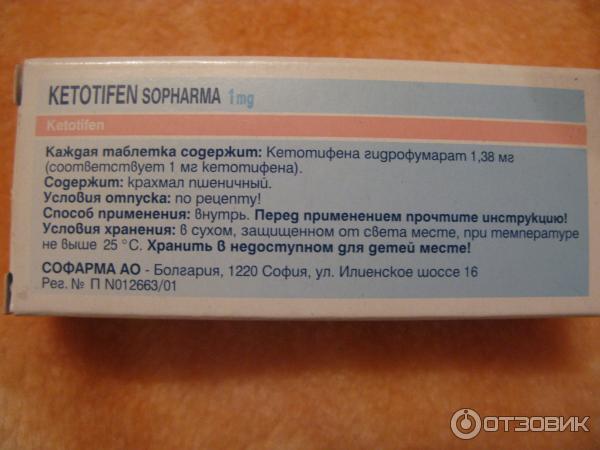 KETOTIFEN SOPHARMA 1mg
Ketotifen
Каждая таблетка содержит: Кетотифена гидрофумарат 1,38 мг
(соответствует 1 мг кетотифена).
Содержит: крахмал пшеничный.
Условия отпуска: по рецепту!
Способ применения: внутрь. Перед применением прочтите инструкцию!
Условия хранения: в сухом, защищенном от света месте, при температуре
не выше 25 °C. Хранить в недоступном для детей месте!
СОФАРМА АО - Болгария, 1220 София, ул. Илиенское шоссе 16
Рег. № П N012663/01
ОТЗОВИК